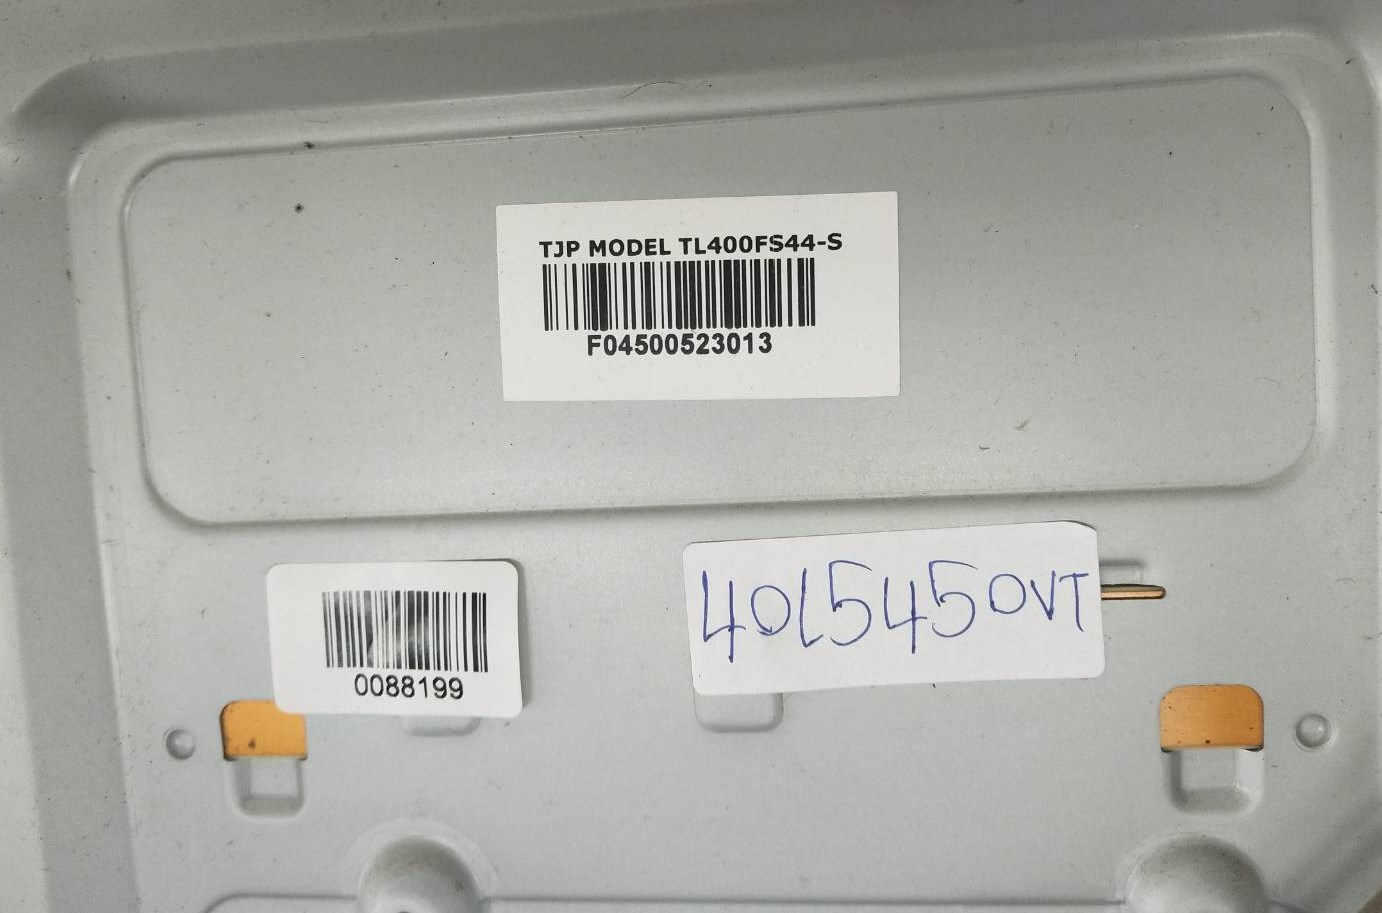 TJP MODEL TL400FS44-S
F04500523013
40L5450VT
0088199